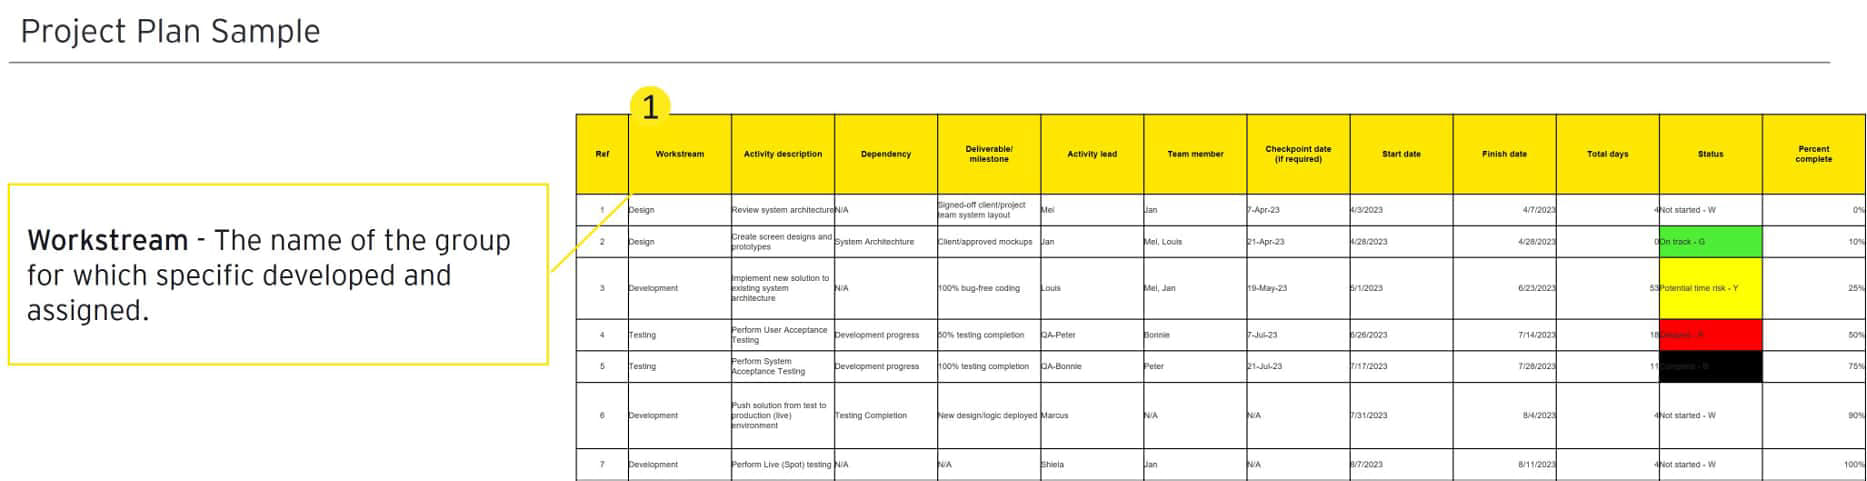 Project Plan Sample
1
Workstream - The name of the group
for which specific developed and
assigned.
Ref Workstream Activity description Dependency Deliverable/ milestone Activity lead Team member Checkpoint date (if required) Start date Finish date Total days Status Percent complete
1 Design Review system architecture N/A Signed-off client/project team system layout Mei Jan 7-Apr-23 4/3/2023 4/7/2023 4 Not started - W 0%
2 Design Create screen designs and prototypes System Architechture Client/approved mockups Jan Mei, Louis 21-Apr-23 4/28/2023 4/28/2023 0 On track - G 10%
3 Development Implement new solution to existing system architecture N/A 100% bug-free coding Louis Mei, Jan 19-May-23 5/1/2023 6/23/2023 53 Potential time risk - Y 25%
4 Testing Perform User Acceptance Testing Development progress 50% testing completion QA-Peter Bonnie 7-Jul-23 6/26/2023 7/14/2023 18 - R 50%
5 Testing Perform System Acceptance Testing Development progress 100% testing completion QA-Bonnie Peter 21-Jul-23 7/17/2023 7/28/2023 11 - B 75%
6 Development Push solution from test to production (live) environment Testing Completion New design/logic deployed Marcus N/A N/A 7/31/2023 8/4/2023 4 Not started - W 90%
7 Development Perform Live (Spot) testing N/A N/A Shiela Jan N/A 8/7/2023 8/11/2023 4 Not started - W 100%